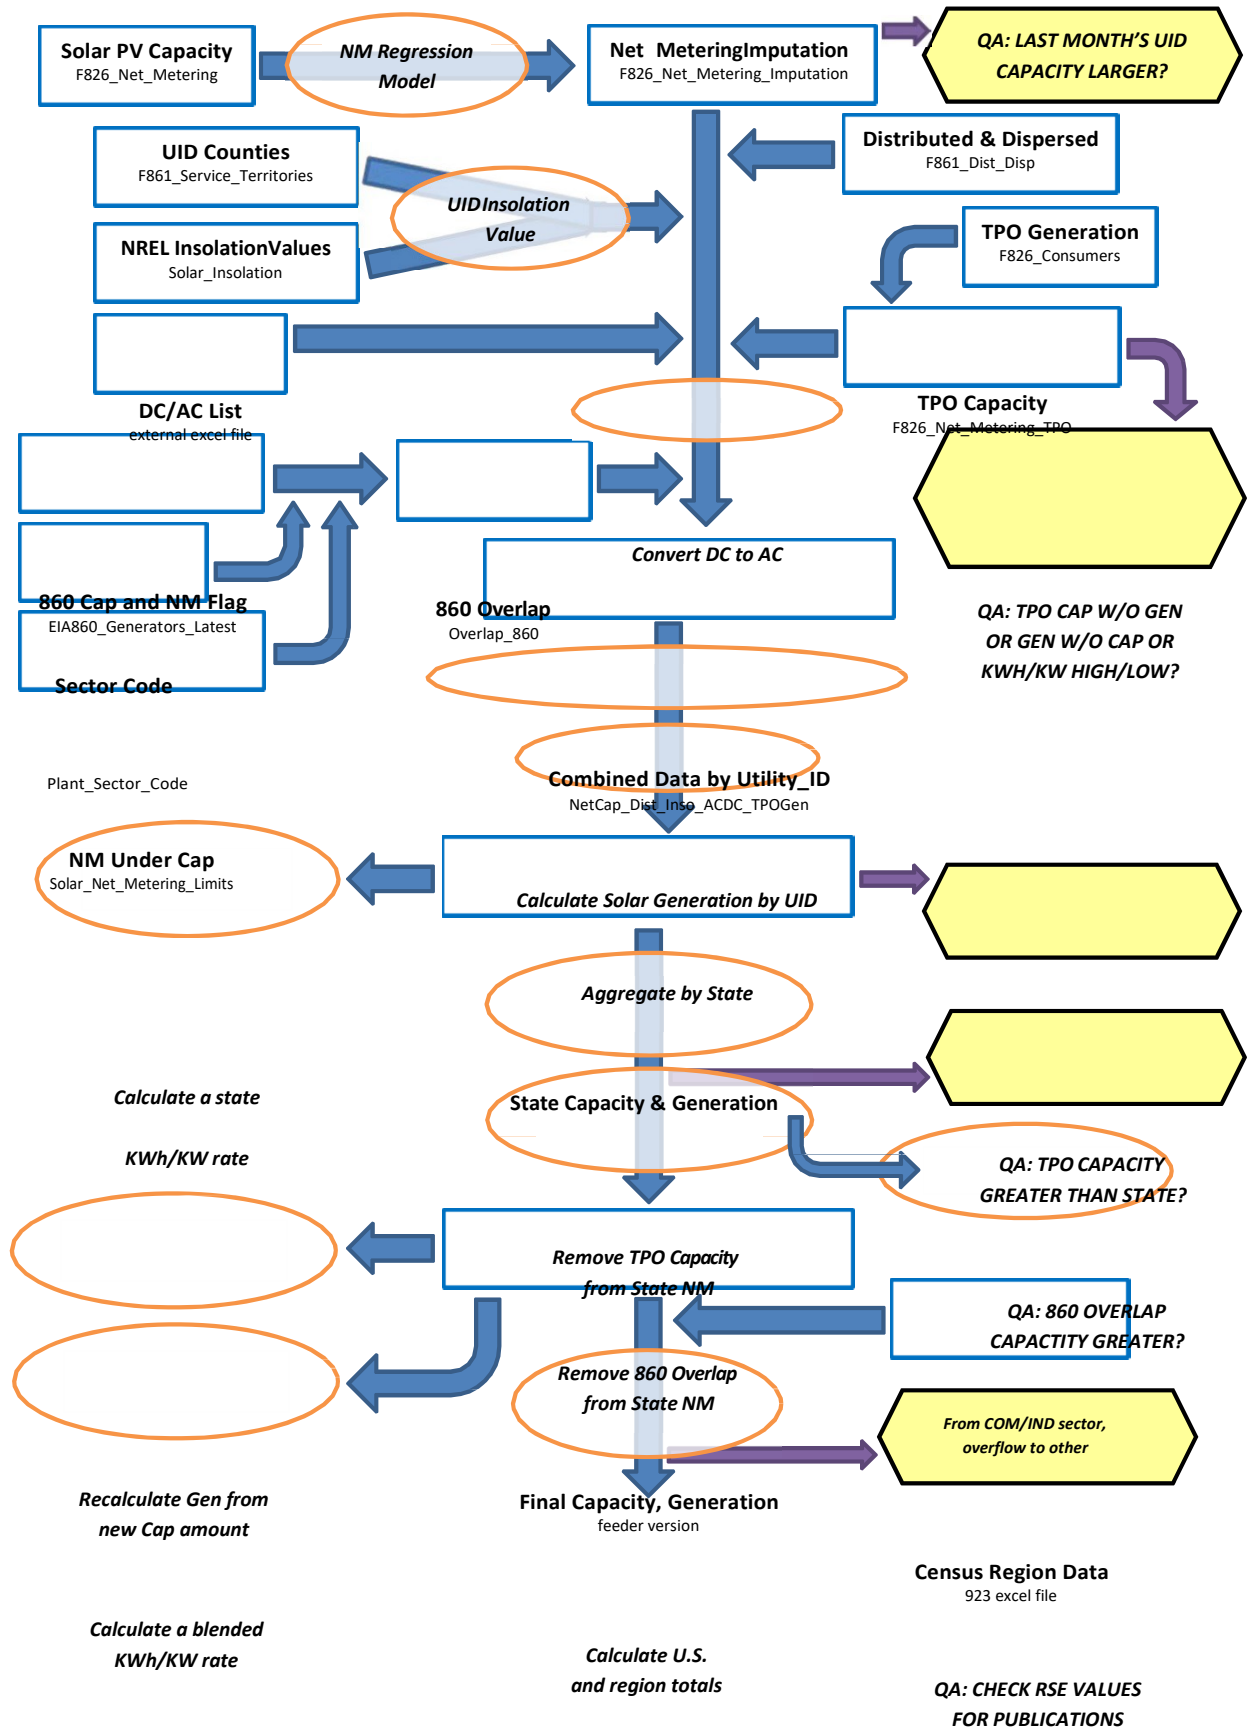 Solar PV Capacity
F826_Net_Metering
NM Regression
Model
Net MeteringImputation
F826_Net_Metering_Imputation
QA: LAST MONTH'S UID
CAPACITY LARGER?
UID Counties
F861_Service_Territories
Distributed & Dispersed
F861_Dist_Disp
UIDInsolation
Value
NREL InsolationValues
Solar_Insolation
TPO Generation
F826_Consumers
DC/AC List
external excel file
TPO Capacity
F826_Net_Metering_TPO
Convert DC to AC
860 Cap and NM Flag
EIA860_Generators_Latest
860 Overlap
Overlap_860
QA: TPO CAP W/O GEN
OR GEN W/O CAP OR
KWH/KW HIGH/LOW?
Sector Code
Plant_Sector_Code
Combined Data by Utility_ID
NetCap_Dist_Inso_ACDC_TPOGen
NM Under Cap
Solar_Net_Metering_Limits
Calculate Solar Generation by UID
Aggregate by State
Calculate a state
KWh/KW rate
State Capacity & Generation
QA: TPO CAPACITY
GREATER THAN STATE?
Remove TPO Capacity
from State NM
QA: 860 OVERLAP
CAPACTITY GREATER?
Remove 860 Overlap
from State NM
From COM/IND sector,
overflow to other
Recalculate Gen from
new Cap amount
Final Capacity, Generation
feeder version
Census Region Data
923 excel file
Calculate a blended
KWh/KW rate
Calculate U.S.
and region totals
QA: CHECK RSE VALUES
FOR PUBLICATIONS